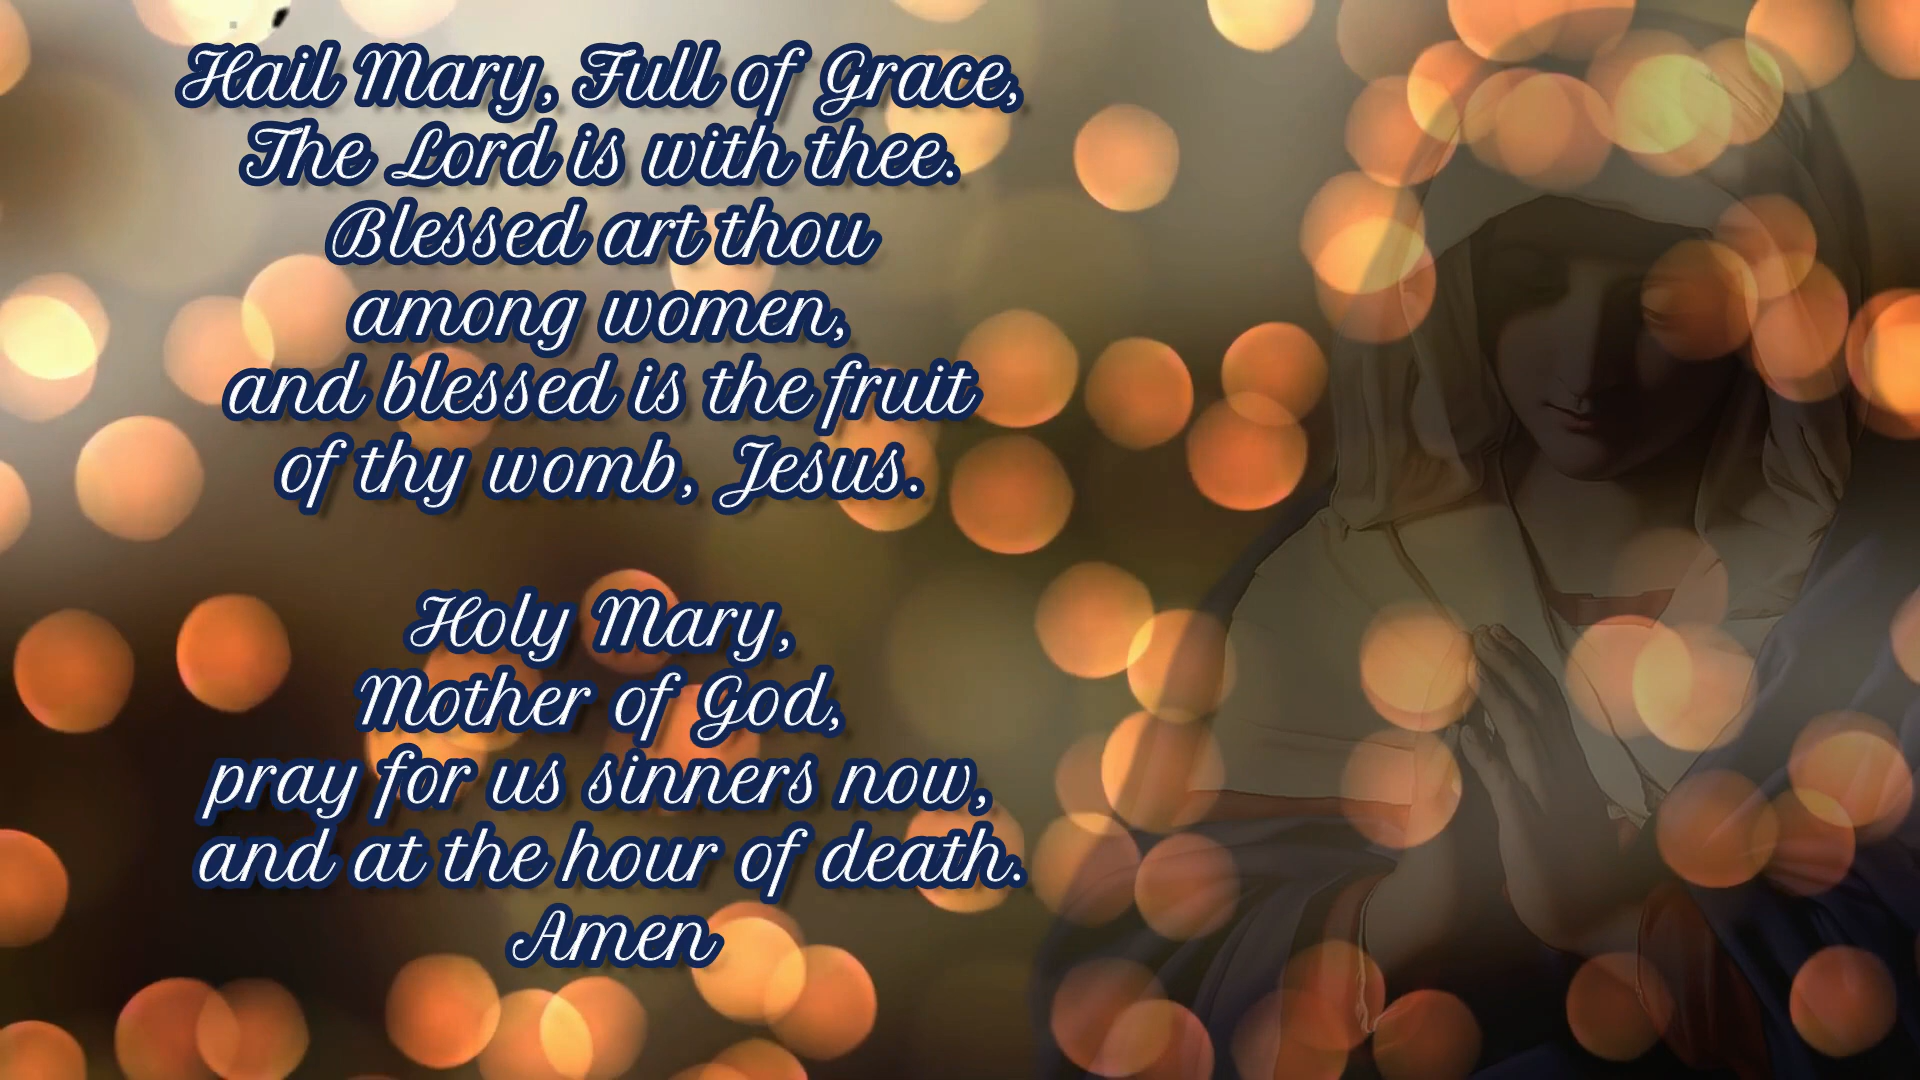 Hail Mary, Full of Grace,
The Lord is with thee.
Blessed art thou
among women,
and blessed is the fruit
of thy womb, Jesus.
Holy Mary,
Mother of God,
pray for us sinners now,
and at the hour of death.
Amen